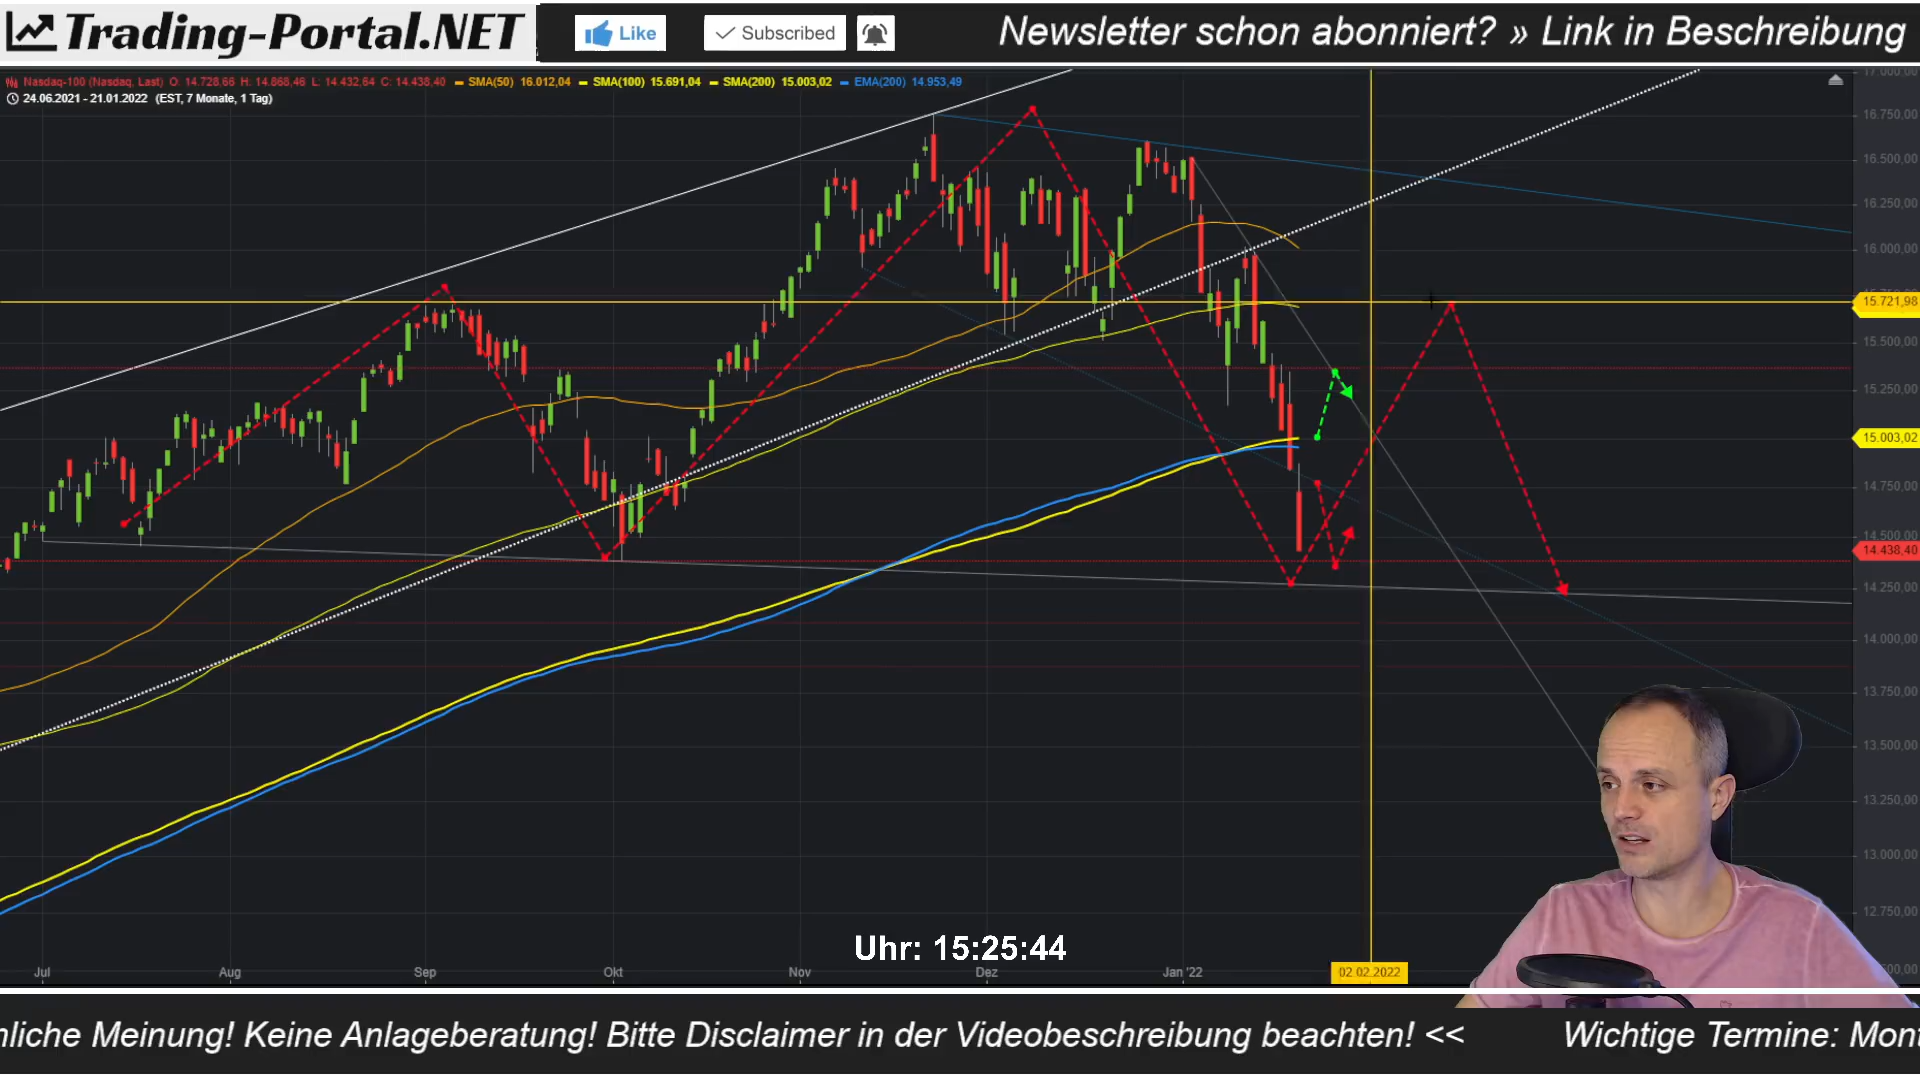 Trading-Portal.NET
Like
Subscribed
Newsletter schon abonniert? » Link in Beschreibung
Nasdaq-100 (Nasdaq, Last) O: 14.728,66 H: 14.868,46 L: 14.432,64 C: 14.438,40 SMA(50) 16.012,04 SMA(100) 15.691,04 SMA(200) 15.003,02 EMA(200) 14.953,49
24.06.2021 - 21.01.2022 (EST, 7 Monate, 1 Tag)
17.000,00
16.750,00
16.500,00
16.250,00
16.000,00
15.721,98
15.500,00
15.250,00
15.003,02
14.750,00
14.500,00
14.438,40
14.250,00
14.000,00
13.750,00
13.500,00
13.250,00
13.000,00
12.750,00
Uhr: 15:25:44
Jul Aug Sep Okt Nov Dez Jan '22 02.02.2022
nliche Meinung! Keine Anlageberatung! Bitte Disclaimer in der Videobeschreibung beachten! << Wichtige Termine: Mont